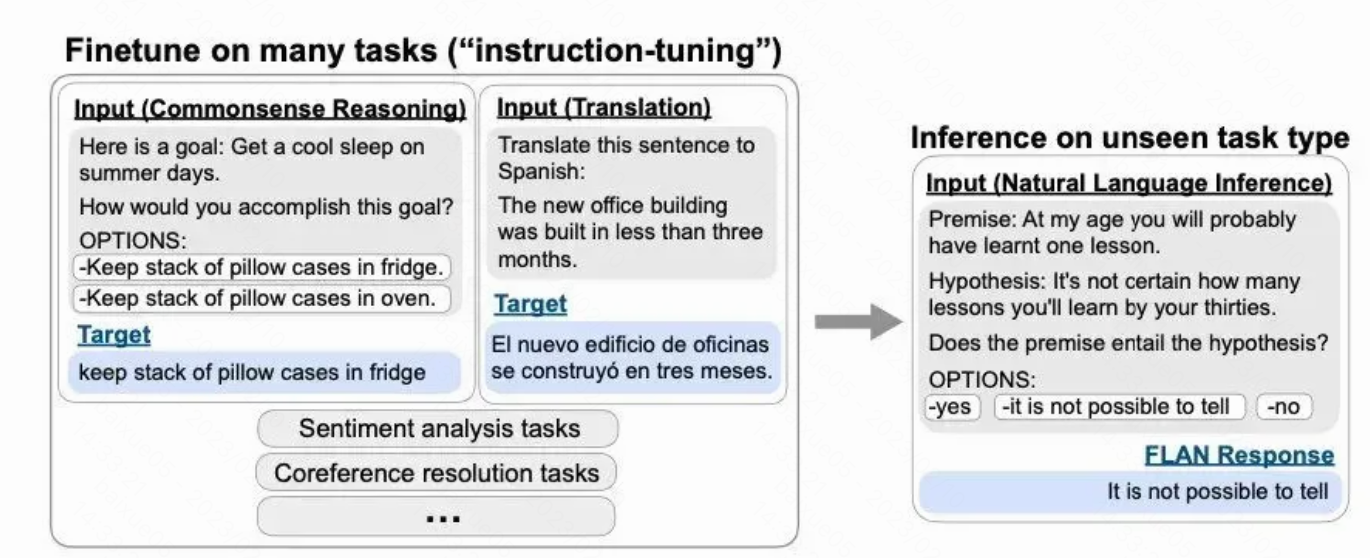 Finetune on many tasks (“instruction-tuning”)
Input (Commonsense Reasoning)
Here is a goal: Get a cool sleep on
summer days.
How would you accomplish this goal?
OPTIONS:
-Keep stack of pillow cases in fridge.
-Keep stack of pillow cases in oven.
Target
keep stack of pillow cases in fridge
Input (Translation)
Translate this sentence to
Spanish:
The new office building
was built in less than three
months.
Target
El nuevo edificio de oficinas
se construyó en tres meses.
Sentiment analysis tasks
Coreference resolution tasks
...
Inference on unseen task type
Input (Natural Language Inference)
Premise: At my age you will probably
have learnt one lesson.
Hypothesis: It's not certain how many
lessons you'll learn by your thirties.
Does the premise entail the hypothesis?
OPTIONS:
-yes -it is not possible to tell -no
FLAN Response
It is not possible to tell